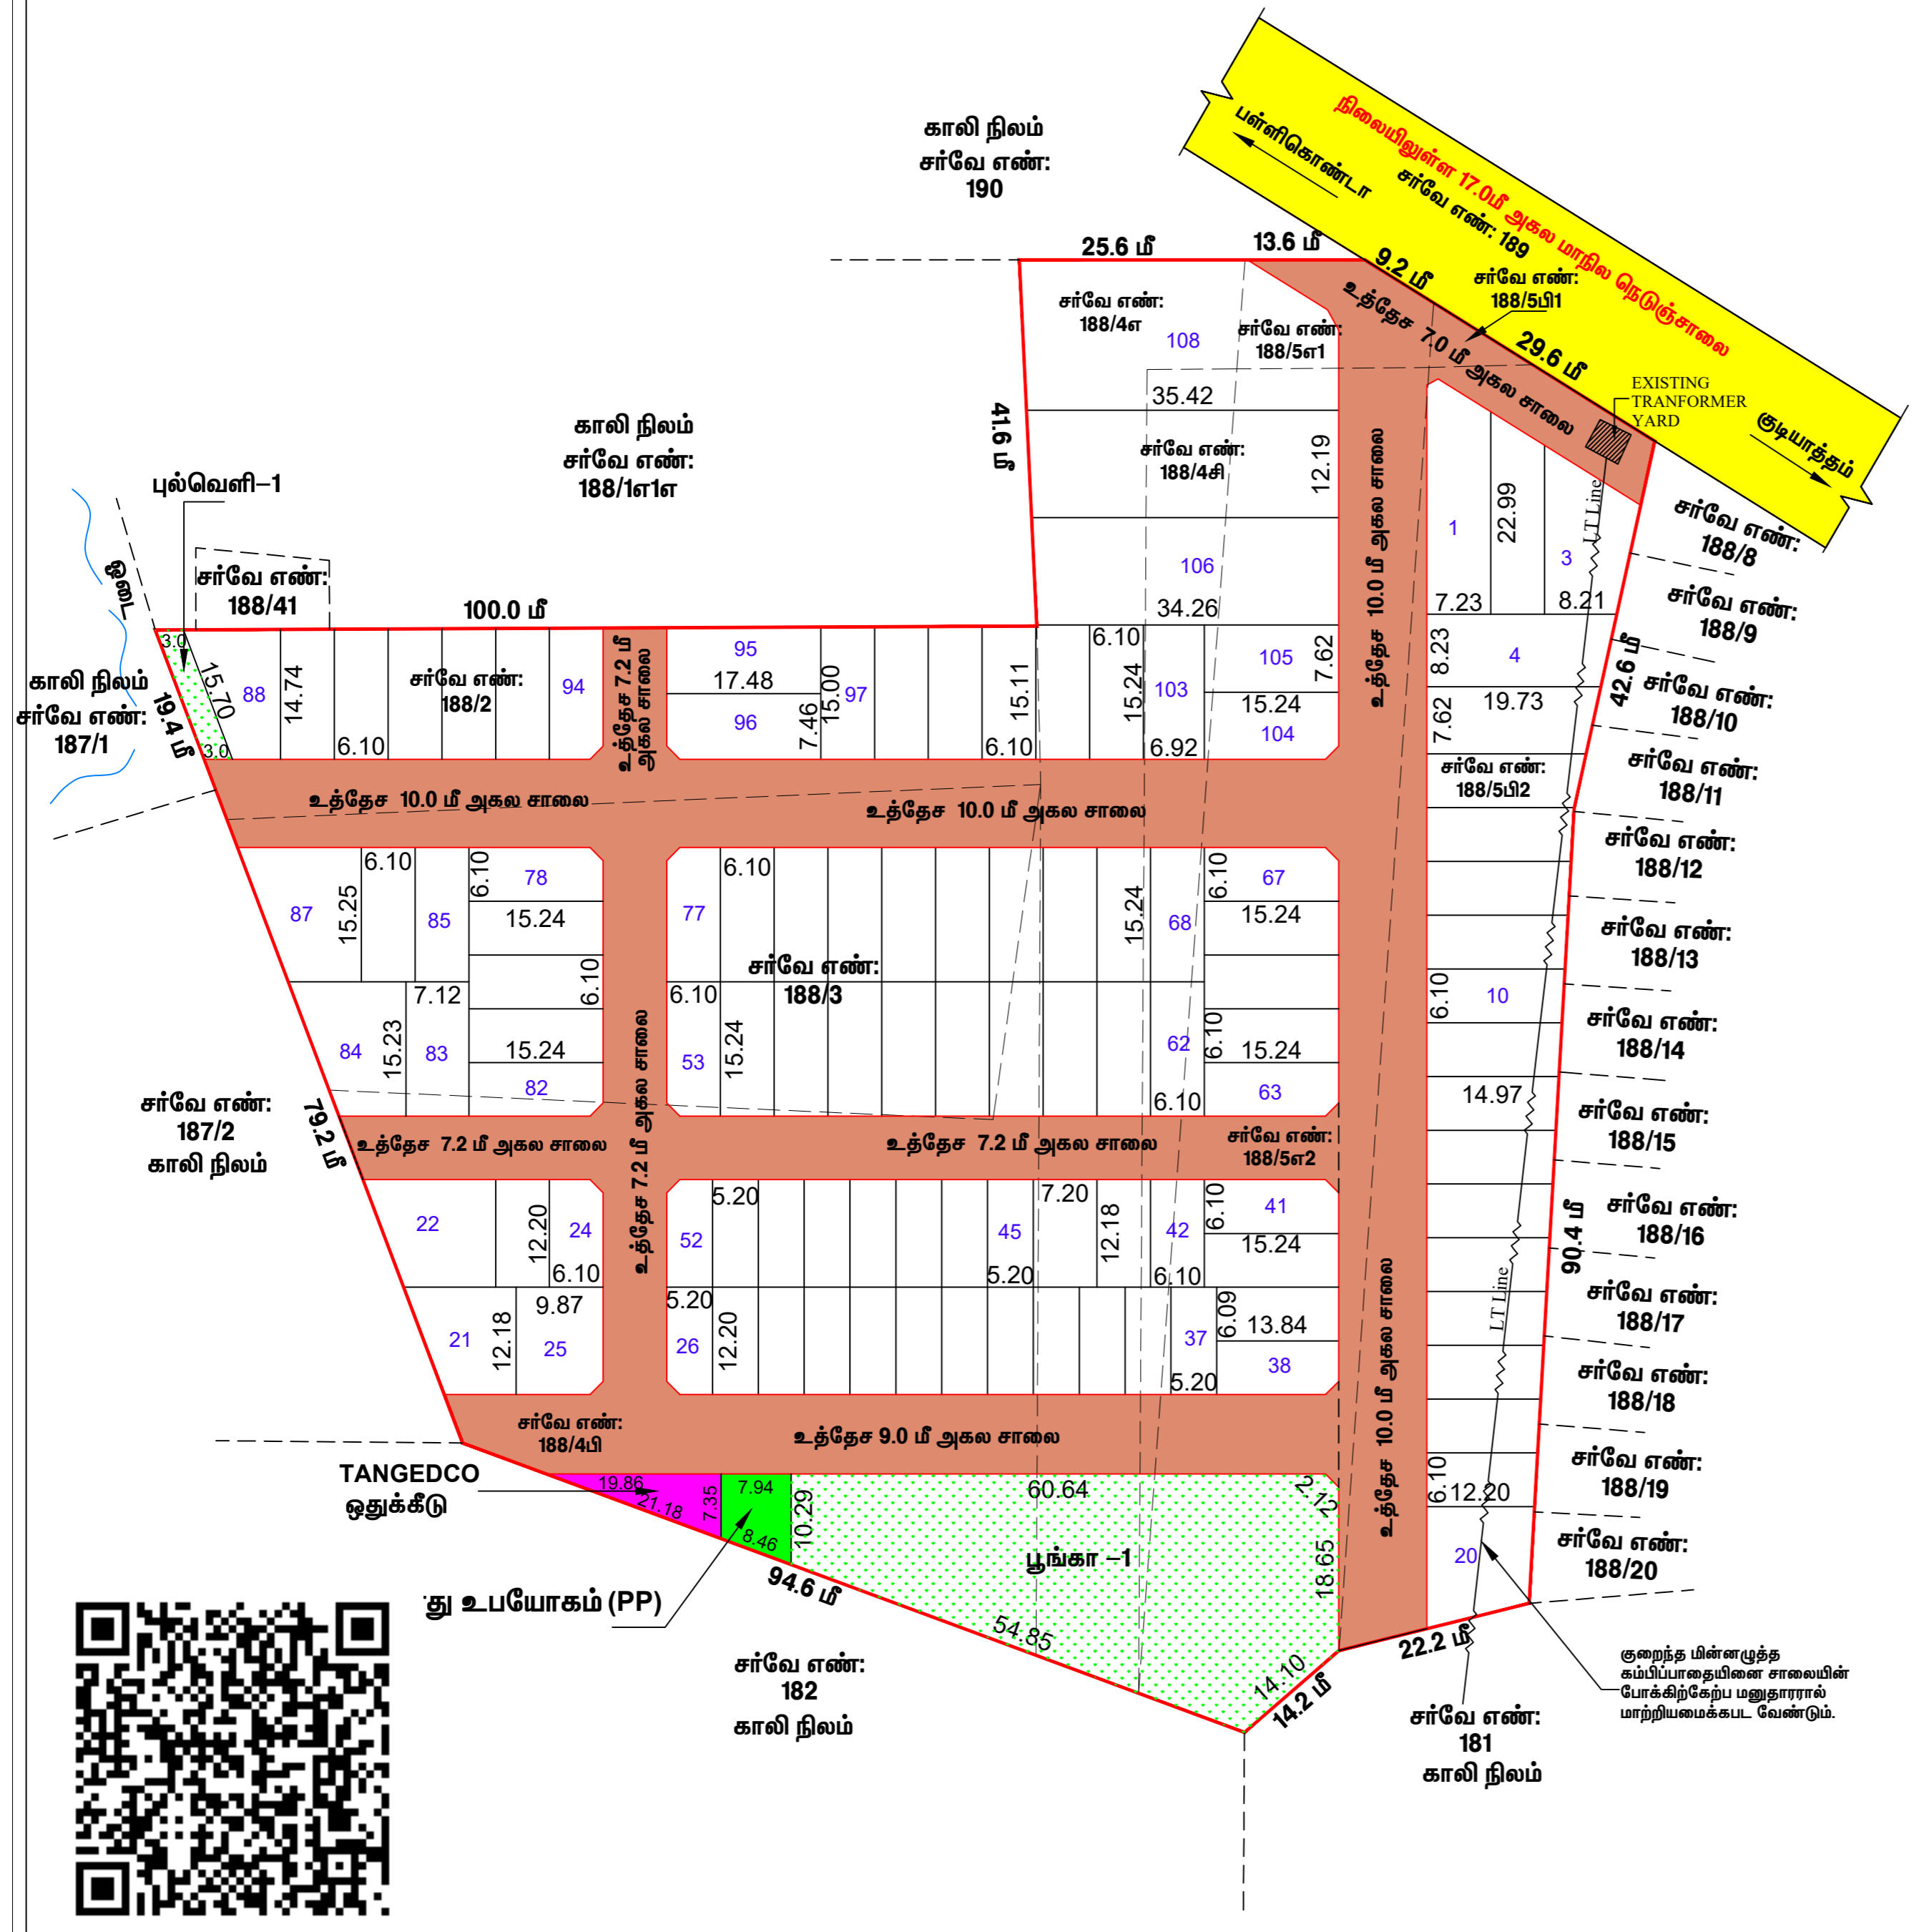 காலி நிலம்
சர்வே எண்:
190
பள்ளிகொண்டா
நிலையிலுள்ள 17.0மீ அகல மாநில நெடுஞ்சாலை
சர்வே எண்: 189
குடியாத்தம்
25.6 மீ
13.6 மீ
9.2 மீ
29.6 மீ
சர்வே எண்:
188/5பி1
உத்தேச 7.0 மீ அகல சாலை
EXISTING
TRANFORMER
YARD
சர்வே எண்:
188/4எ
108
சர்வே எண்:
188/5எ1
35.42
41.6 மீ
சர்வே எண்:
188/4சி
12.19
106
34.26
உத்தேச 10.0 மீ அகல சாலை
1
22.99
3
LT Line
7.23
8.21
8.23
4
19.73
7.62
42.6 மீ
சர்வே எண்:
188/5பி2
சர்வே எண்:
188/8
சர்வே எண்:
188/9
சர்வே எண்:
188/10
சர்வே எண்:
188/11
சர்வே எண்:
188/12
சர்வே எண்:
188/13
சர்வே எண்:
188/14
சர்வே எண்:
188/15
சர்வே எண்:
188/16
சர்வே எண்:
188/17
சர்வே எண்:
188/18
சர்வே எண்:
188/19
சர்வே எண்:
188/20
காலி நிலம்
சர்வே எண்:
188/1எ1எ
புல்வெளி–1
ஓடை
சர்வே எண்:
188/41
100.0 மீ
காலி நிலம்
சர்வே எண்:
187/1
3.0
15.70
19.4 மீ
3.0
88
14.74
6.10
சர்வே எண்:
188/2
94
உத்தேச 7.2 மீ
அகல சாலை
95
17.48
96
7.46
15.00
97
6.10
15.11
6.10
15.24
103
6.92
105
7.62
15.24
104
உத்தேச 10.0 மீ அகல சாலை
உத்தேச 10.0 மீ அகல சாலை
87
15.25
6.10
85
6.10
78
15.24
6.10
77
6.10
15.24
68
6.10
67
15.24
சர்வே எண்:
188/3
84
15.23
7.12
83
15.24
82
6.10
53
15.24
62
6.10
6.10
15.24
63
6.10
10
14.97
உத்தேச 7.2 மீ அகல சாலை
சர்வே எண்:
187/2
காலி நிலம்
79.2 மீ
உத்தேச 7.2 மீ அகல சாலை
உத்தேச 7.2 மீ அகல சாலை
சர்வே எண்:
188/5எ2
22
12.20
24
6.10
52
5.20
45
5.20
7.20
12.18
42
6.10
6.10
41
15.24
90.4 மீ
21
12.18
9.87
25
5.20
26
12.20
37
5.20
6.09
13.84
38
LT Line
உத்தேச 10.0 மீ அகல சாலை
சர்வே எண்:
188/4பி
உத்தேச 9.0 மீ அகல சாலை
TANGEDCO
ஒதுக்கீடு
19.86
21.18
7.35
7.94
8.46
10.29
60.64
2.12
18.65
பூங்கா –1
54.85
14.10
6.10
12.20
20
து உபயோகம் (PP)
94.6 மீ
14.2 மீ
22.2 மீ
சர்வே எண்:
182
காலி நிலம்
சர்வே எண்:
181
காலி நிலம்
குறைந்த மின்னழுத்த
கம்பிப்பாதையினை சாலையின்
போக்கிற்கேற்ப மனுதாரரால்
மாற்றியமைக்கபட வேண்டும்.